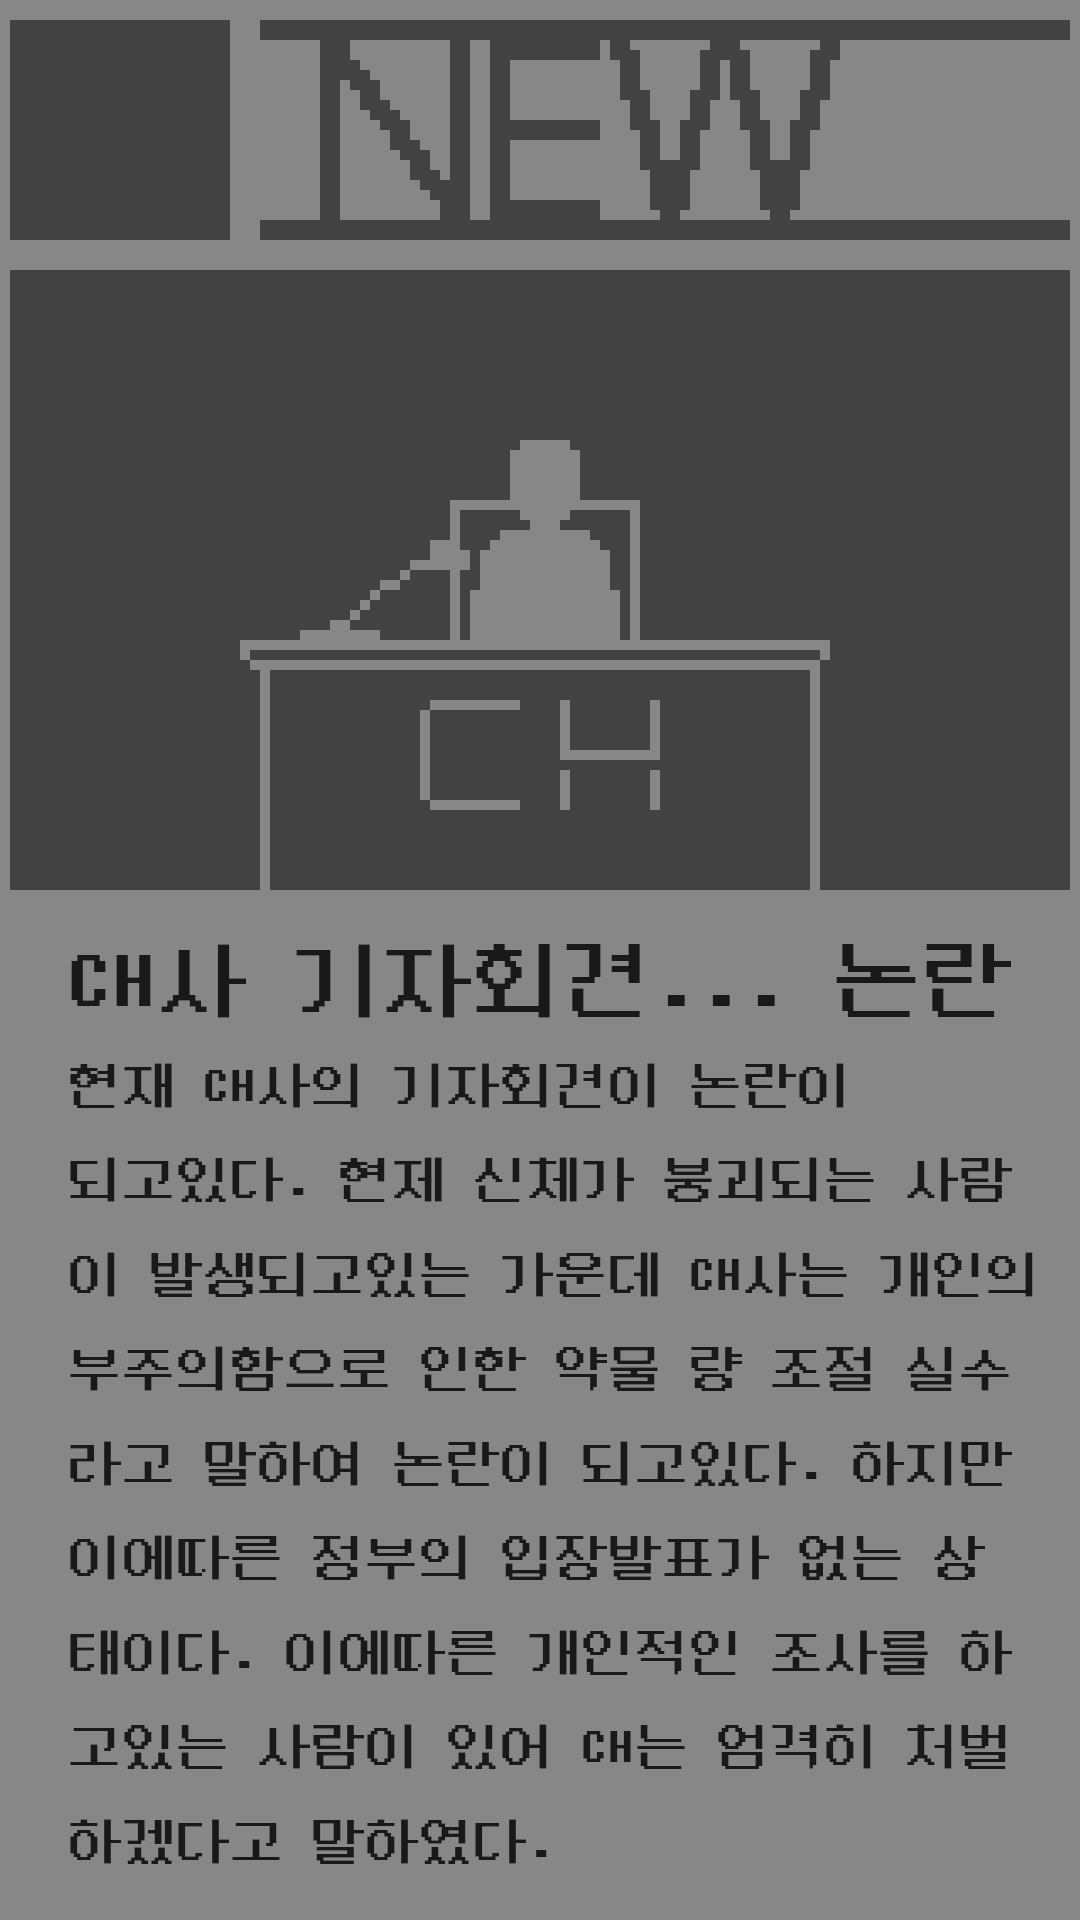 NEW
CH
CH사 기자회견... 논란
현재 CH사의 기자회견이 논란이
되고있다. 현제 신체가 붕괴되는 사람
이 발생되고있는 가운데 CH사는 개인의
부주의함으로 인한 약물 량 조절 실수
라고 말하여 논란이 되고있다. 하지만
이에따른 정부의 입장발표가 없는 상
태이다. 이에따른 개인적인 조사를 하
고있는 사람이 있어 CH는 엄격히 처벌
하겠다고 말하였다.